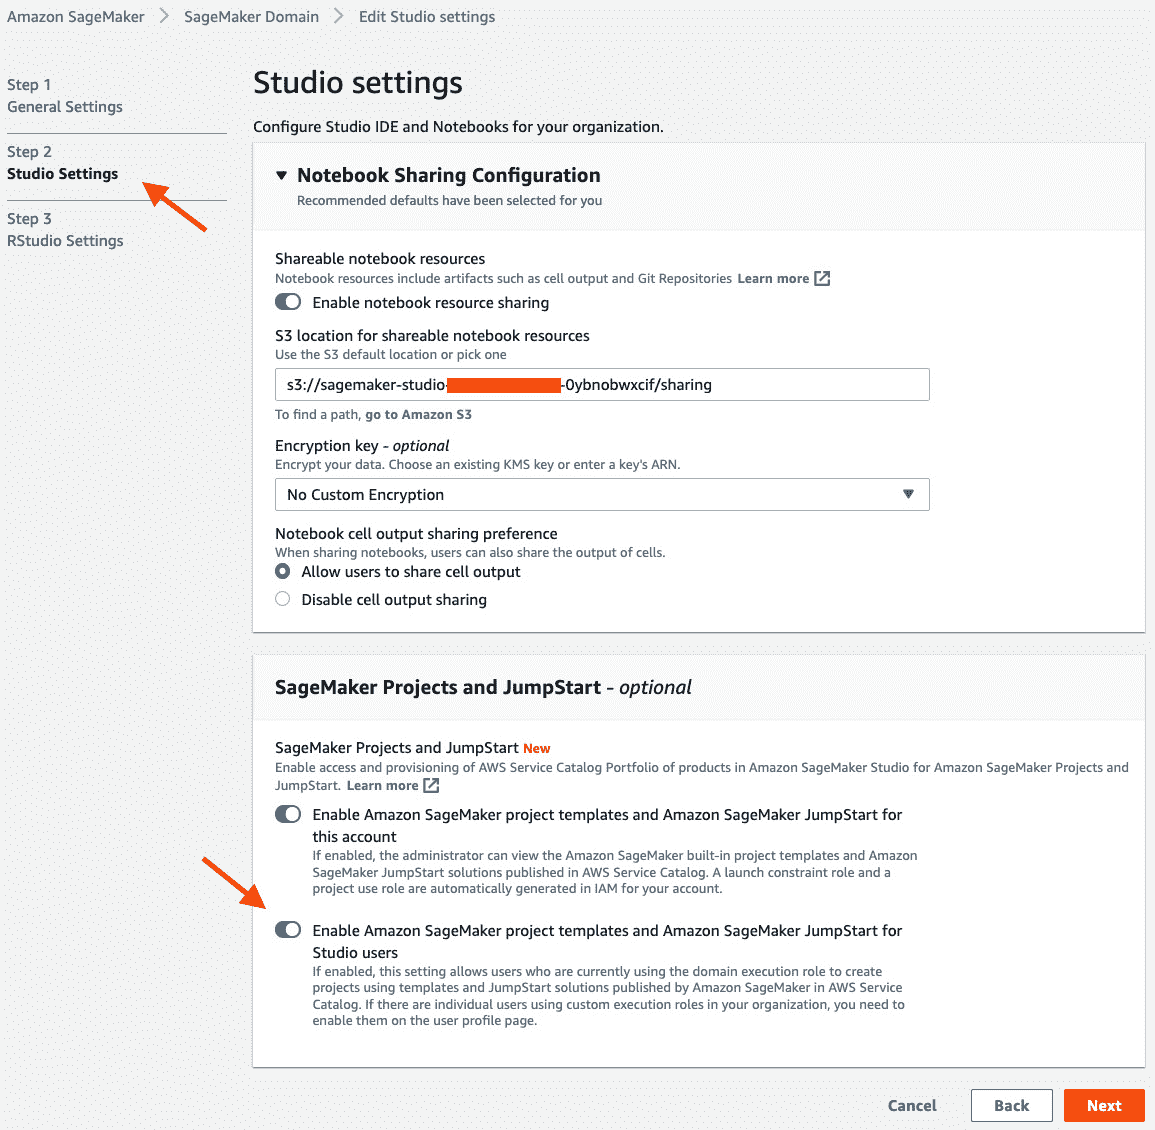 Amazon SageMaker > SageMaker Domain > Edit Studio settings
Step 1
General Settings
Step 2
Studio Settings
Step 3
RStudio Settings
Studio settings
Configure Studio IDE and Notebooks for your organization.
Notebook Sharing Configuration
Recommended defaults have been selected for you
Shareable notebook resources
Notebook resources include artifacts such as cell output and Git Repositories Learn more
Enable notebook resource sharing
S3 location for shareable notebook resources
Use the S3 default location or pick one
s3://sagemaker-studio- -0ybnobwxcif/sharing
To find a path, go to Amazon S3
Encryption key - optional
Encrypt your data. Choose an existing KMS key or enter a key's ARN.
No Custom Encryption
Notebook cell output sharing preference
When sharing notebooks, users can also share the output of cells.
Allow users to share cell output
Disable cell output sharing
SageMaker Projects and JumpStart - optional
SageMaker Projects and JumpStart New
Enable access and provisioning of AWS Service Catalog Portfolio of products in Amazon SageMaker Studio for Amazon SageMaker Projects and
JumpStart. Learn more
Enable Amazon SageMaker project templates and Amazon SageMaker JumpStart for
this account
If enabled, the administrator can view the Amazon SageMaker built-in project templates and Amazon
SageMaker JumpStart solutions published in AWS Service Catalog. A launch constraint role and a
project use role are automatically generated in IAM for your account.
Enable Amazon SageMaker project templates and Amazon SageMaker JumpStart for
Studio users
If enabled, this setting allows users who are currently using the domain execution role to create
projects using templates and JumpStart solutions published by Amazon SageMaker in AWS Service
Catalog. If there are individual users using custom execution roles in your organization, you need to
enable them on the user profile page.
Cancel
Back
Next